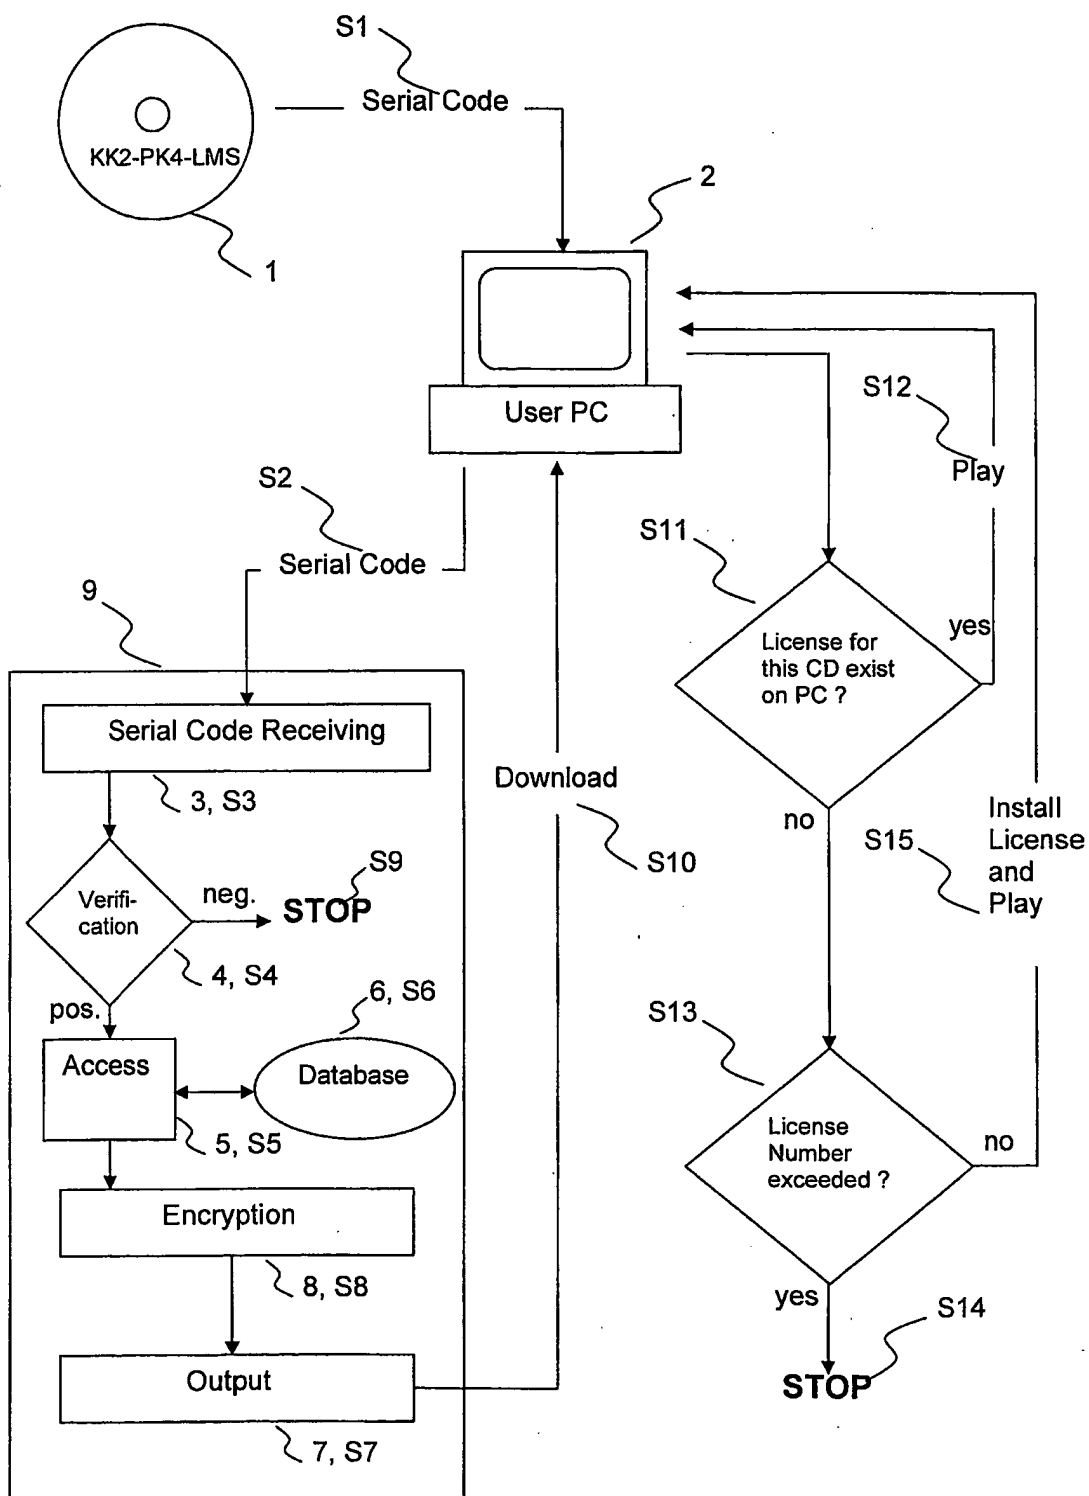 S1
Serial Code
KK2-PK4-LMS
1
2
User PC
S12
Play
S2
Serial Code
S11
9
License for
this CD exist
on PC ?
yes
Serial Code Receiving
3, S3
Download
S10
no
S15
Install
License
and
Play
Verifi-
cation
neg.
S9
STOP
4, S4
pos.
6, S6
Access
Database
5, S5
S13
License
Number
exceeded ?
no
Encryption
8, S8
yes
S14
STOP
Output
7, S7